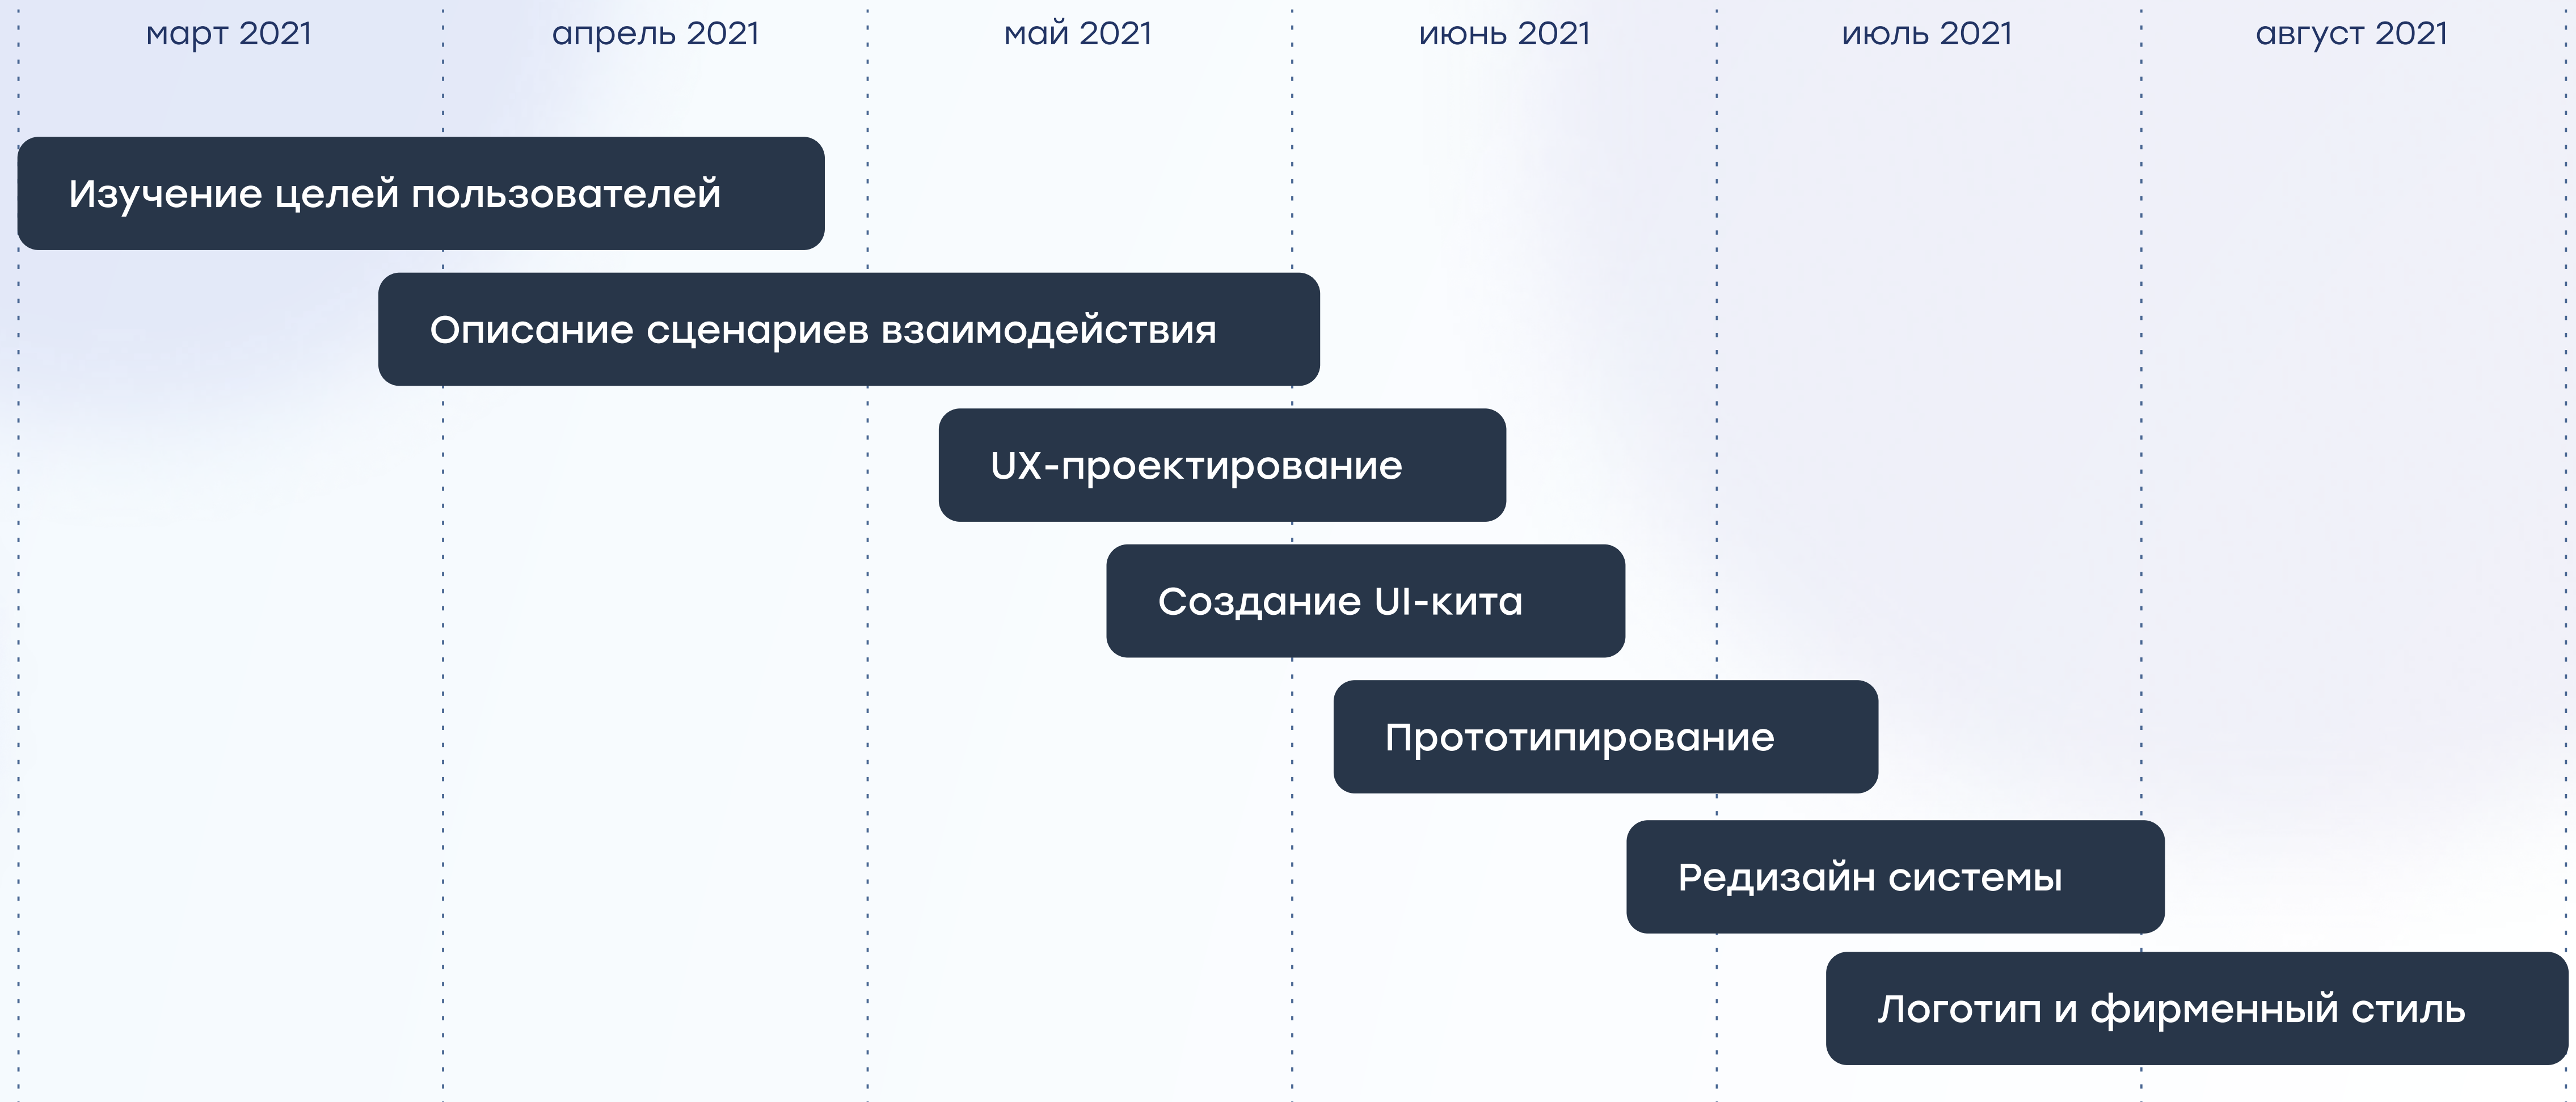 март 2021 апрель 2021 май 2021 июнь 2021 июль 2021 август 2021
Изучение целей пользователей
Описание сценариев взаимодействия
UX-проектирование
Создание UI-кита
Прототипирование
Редизайн системы
Логотип и фирменный стиль